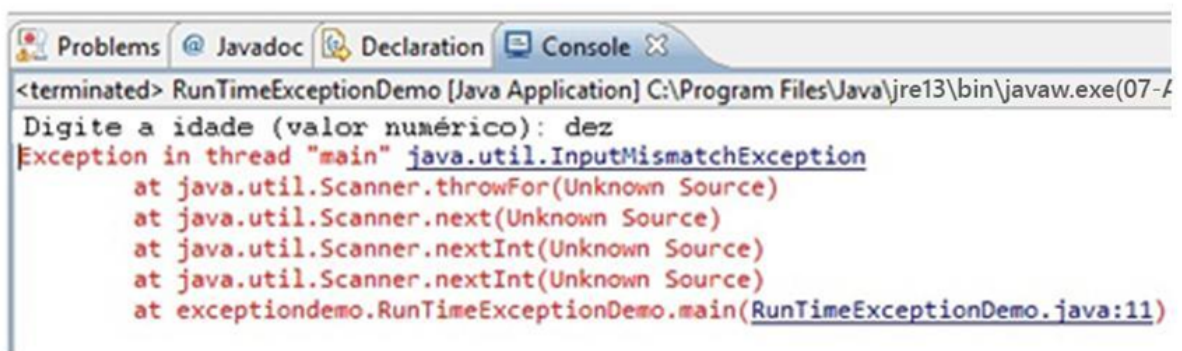 Problems @ Javadoc Declaration Console
<terminated> RunTimeExceptionDemo [Java Application] C:\Program Files\Java\jre13\bin\javaw.exe(07-A
Digite a idade (valor numérico): dez
Exception in thread "main" java.util.InputMismatchException
at java.util.Scanner.throwFor(Unknown Source)
at java.util.Scanner.next(Unknown Source)
at java.util.Scanner.nextInt(Unknown Source)
at java.util.Scanner.nextInt(Unknown Source)
at exceptiondemo.RunTimeExceptionDemo.main(RunTimeExceptionDemo.java:11)